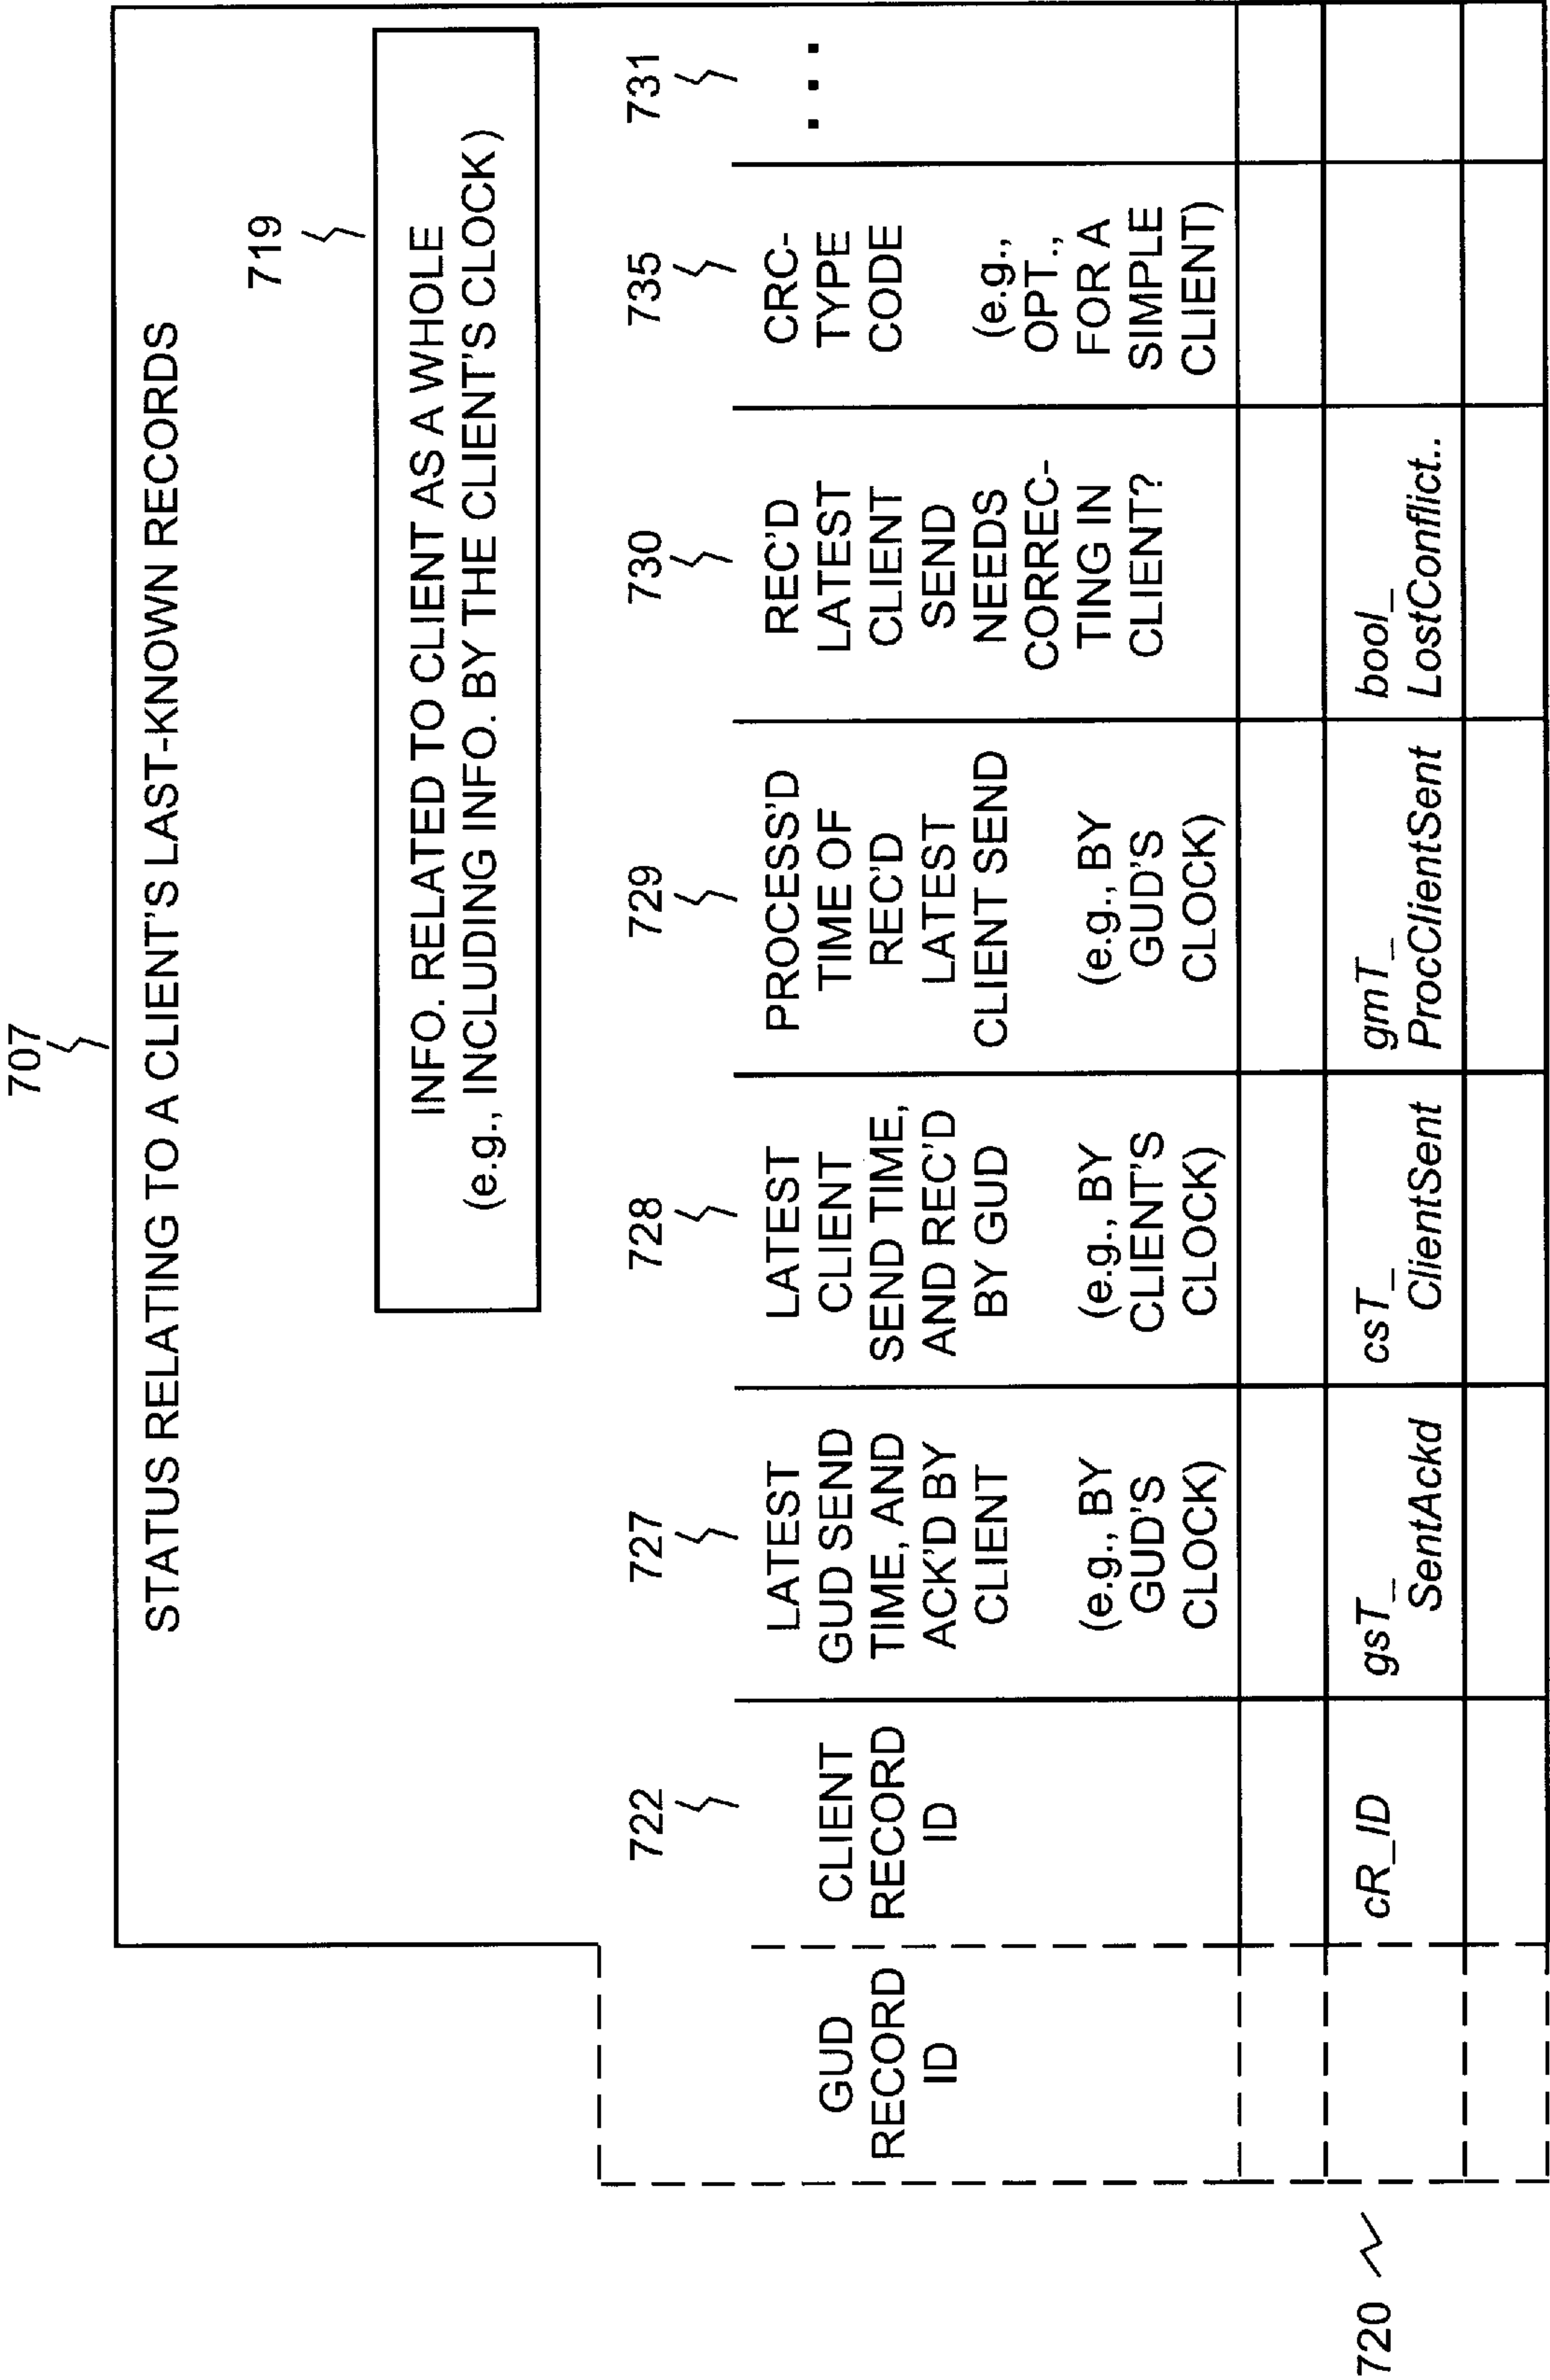 707
STATUS RELATING TO A CLIENT'S LAST-KNOWN RECORDS
719
INFO. RELATED TO CLIENT AS A WHOLE
(e.g., INCLUDING INFO. BY THE CLIENT'S CLOCK)
GUD
RECORD
ID
722
CLIENT
RECORD
ID
727
LATEST
GUD SEND
TIME, AND
ACK'D BY
CLIENT
(e.g., BY
GUD'S
CLOCK)
728
LATEST
CLIENT
SEND TIME,
AND REC'D
BY GUD
(e.g., BY
CLIENT'S
CLOCK)
729
PROCESS'D
TIME OF
REC'D
LATEST
CLIENT SEND
(e.g., BY
GUD'S
CLOCK)
730
REC'D
LATEST
CLIENT
SEND
NEEDS
CORREC-
TING IN
CLIENT?
735
CRC-
TYPE
CODE
(e.g.,
OPT.,
FOR A
SIMPLE
CLIENT)
731
. . .
720
cR_ID
gsT_
SentAckd
csT_
ClientSent
gmT_
ProcClientSent
bool_
LostConflict..